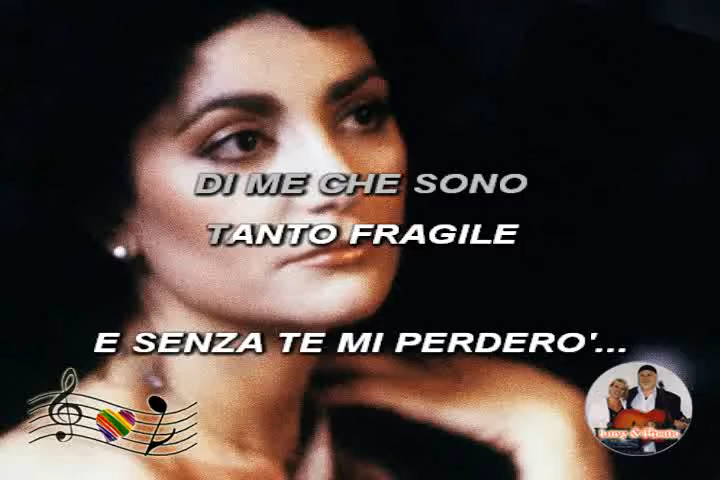 DI ME CHE SONO
TANTO FRAGILE
E SENZA TE MI PERDERO'...